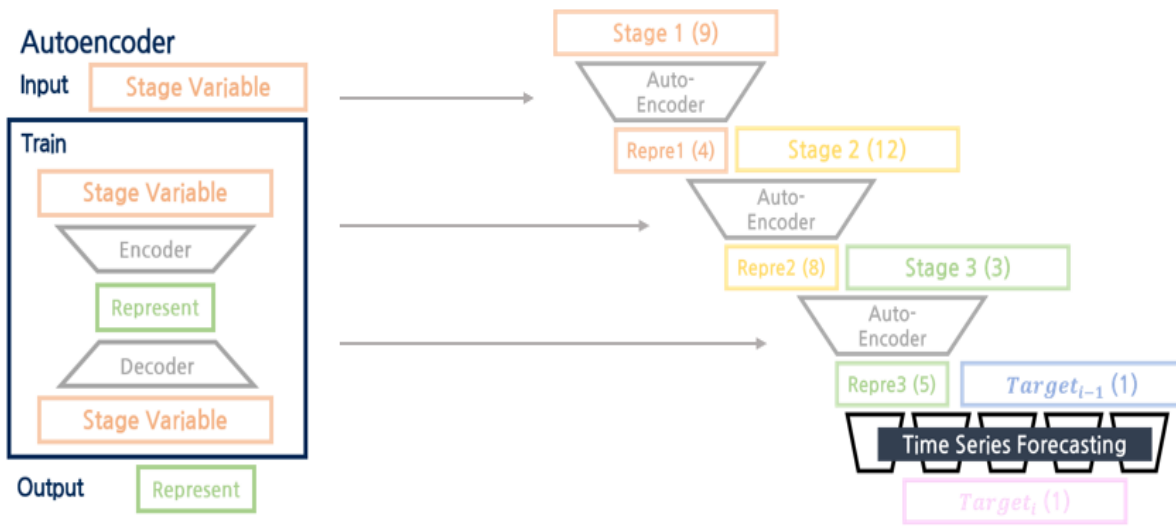 Autoencoder
Input
Stage Variable
Train
Stage Variable
Encoder
Represent
Decoder
Stage Variable
Output
Represent
Stage 1 (9)
Auto-
Encoder
Repre1 (4)
Stage 2 (12)
Auto-
Encoder
Repre2 (8)
Stage 3 (3)
Auto-
Encoder
Repre3 (5)
Target_{i-1} (1)
Time Series Forecasting
Target_i (1)